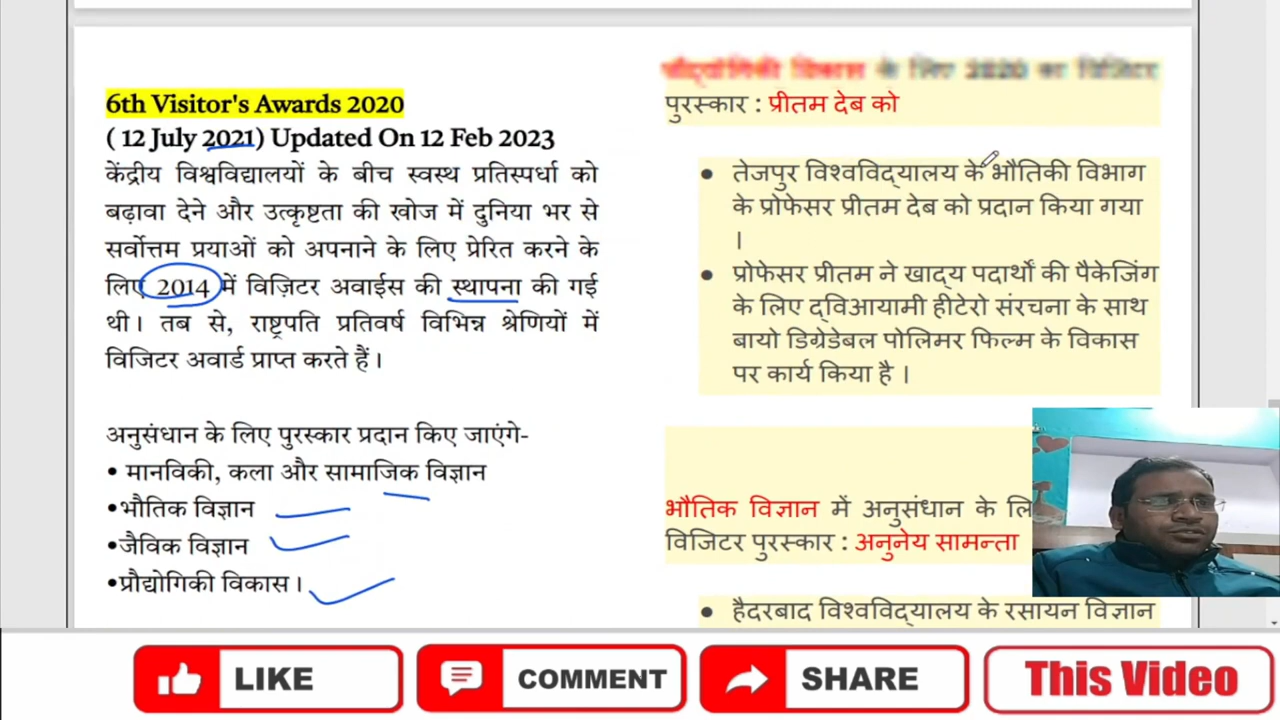 6th Visitor's Awards 2020
( 12 July 2021) Updated On 12 Feb 2023
केंद्रीय विश्वविद्यालयों के बीच स्वस्थ प्रतिस्पर्धा को
बढ़ावा देने और उत्कृष्टता की खोज में दुनिया भर से
सर्वोत्तम प्रयाओं को अपनाने के लिए प्रेरित करने के
लिए 2014 में विज़िटर अवार्ड्स की स्थापना की गई
थी। तब से, राष्ट्रपति प्रतिवर्ष विभिन्न श्रेणियों में
विजिटर अवार्ड प्राप्त करते हैं।
अनुसंधान के लिए पुरस्कार प्रदान किए जाएंगे-
• मानविकी, कला और सामाजिक विज्ञान
•भौतिक विज्ञान
•जैविक विज्ञान
•प्रौद्योगिकी विकास।
प्रौद्योगिकी विकास के लिए 2020 का विजिटर
पुरस्कार : प्रीतम देब को
● तेजपुर विश्वविद्यालय के भौतिकी विभाग
के प्रोफेसर प्रीतम देब को प्रदान किया गया
।
● प्रोफेसर प्रीतम ने खाद्य पदार्थों की पैकेजिंग
के लिए द्विआयामी हीटेरो संरचना के साथ
बायो डिग्रेडेबल पोलिमर फिल्म के विकास
पर कार्य किया है ।
भौतिक विज्ञान में अनुसंधान के लि
विजिटर पुरस्कार : अनुनेय सामन्ता
● हैदरबाद विश्वविद्यालय के रसायन विज्ञान
LIKE
COMMENT
SHARE
This Video